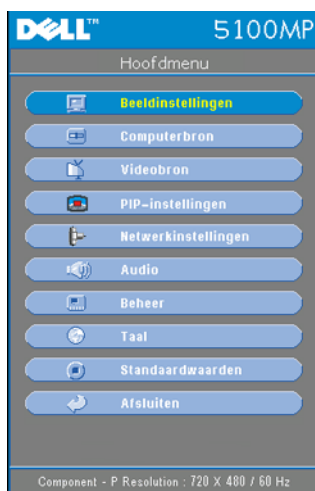 DELL™ 5100MP
Hoofdmenu
Beeldinstellingen
Computerbron
Videobron
PIP-instellingen
Netwerkinstellingen
Audio
Beheer
Taal
Standaardwaarden
Afsluiten
Component - P Resolution : 720 X 480 / 60 Hz